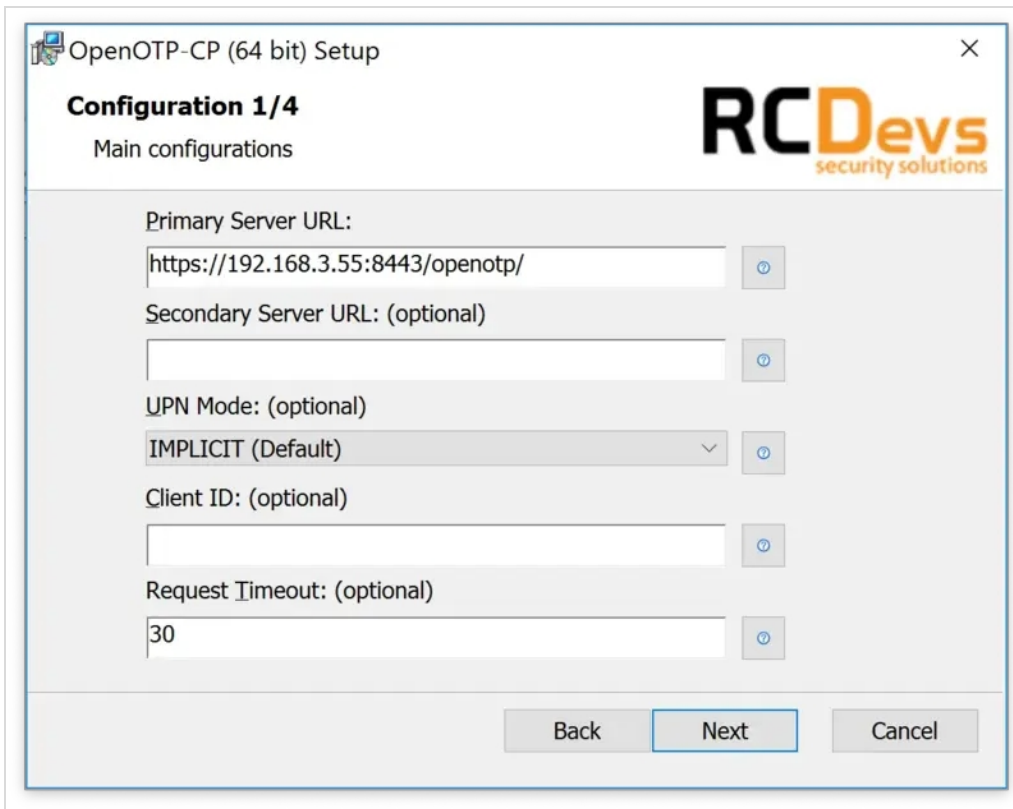 OpenOTP-CP (64 bit) Setup
Configuration 1/4
Main configurations
RCDevs
security solutions
Primary Server URL:
https://192.168.3.55:8443/openotp/
Secondary Server URL: (optional)
UPN Mode: (optional)
IMPLICIT (Default)
Client ID: (optional)
Request Timeout: (optional)
30
Back Next Cancel